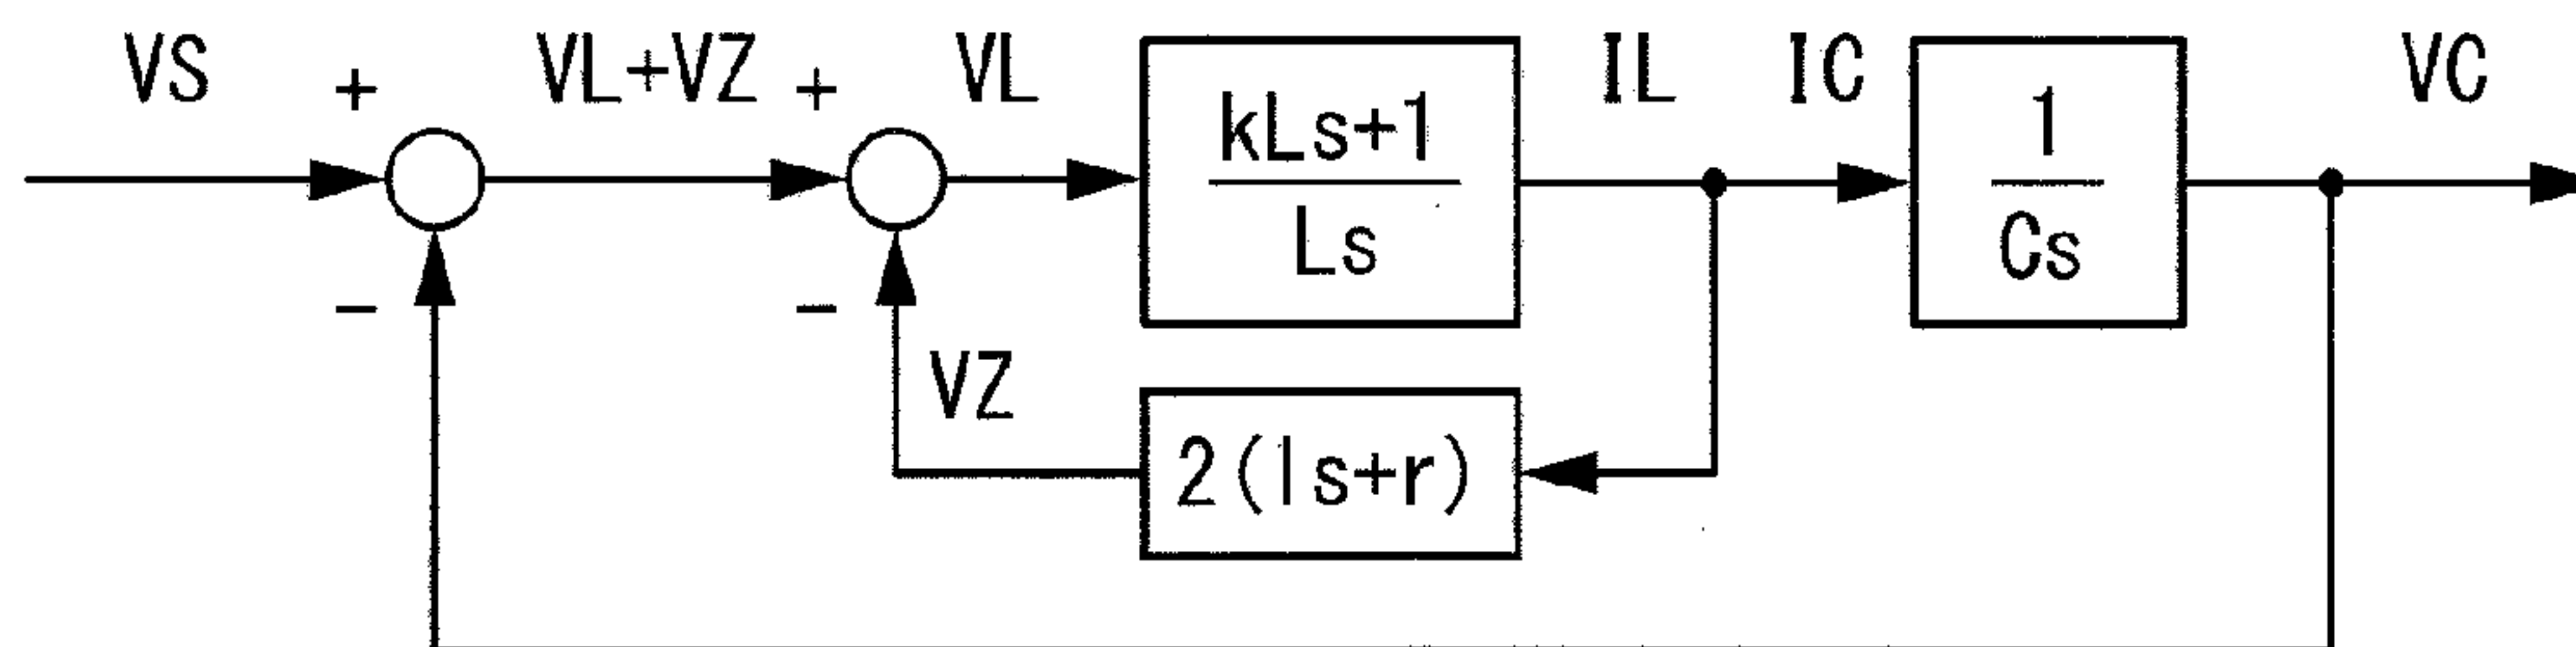 VS
+
VL+VZ
+
VL
kLs+1
Ls
IL
IC
1
Cs
VC
-
-
VZ
2(ls+r)